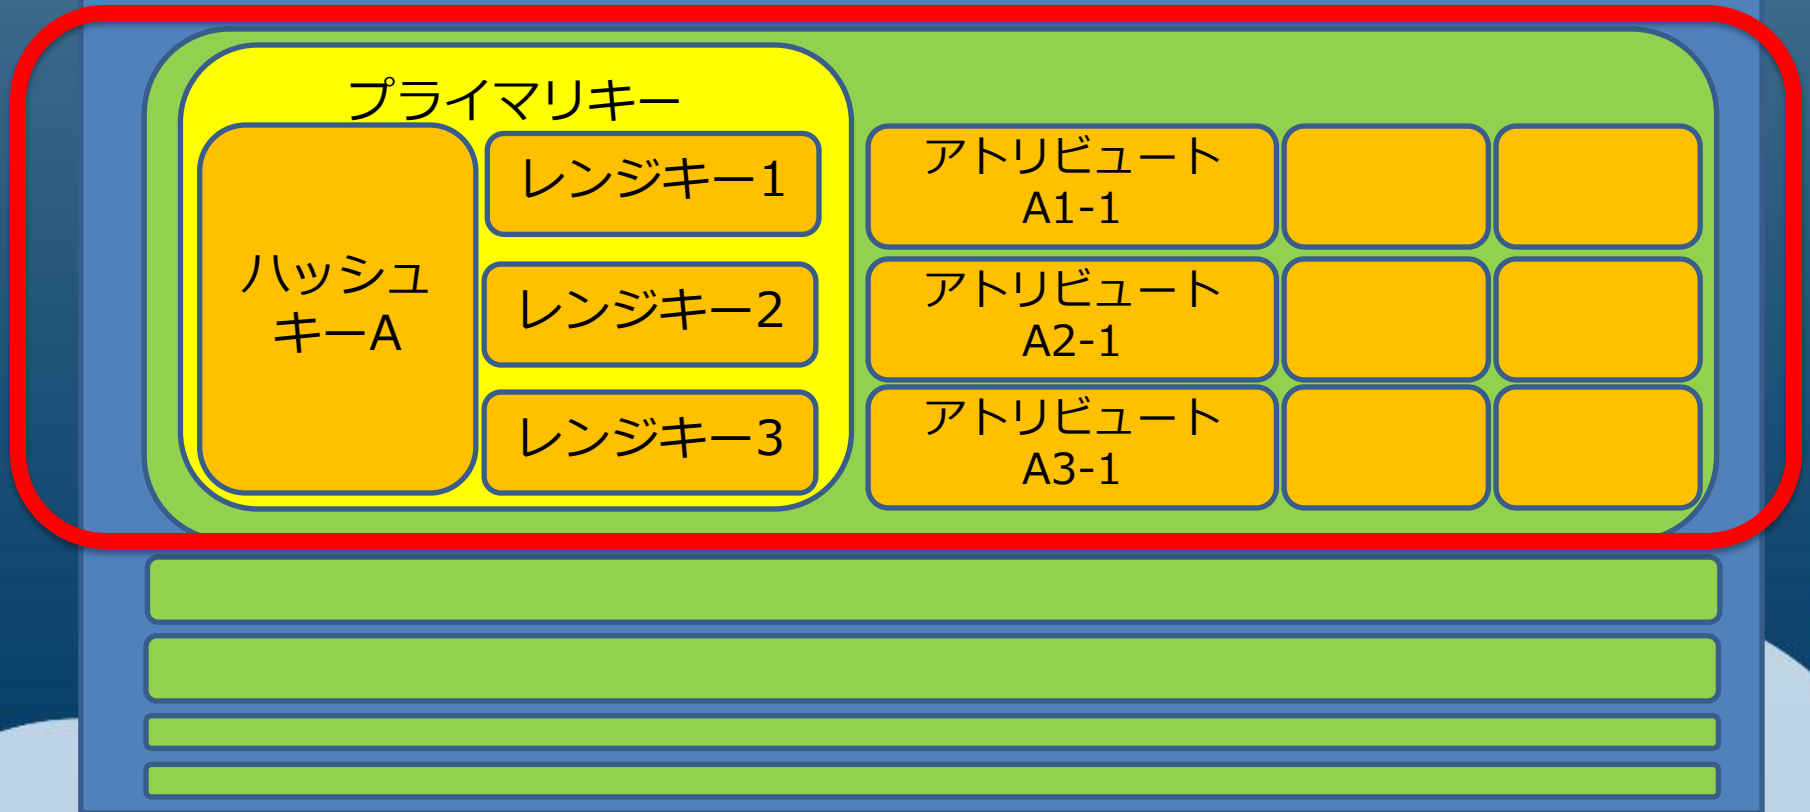 プライマリキー
ハッシュ
キーA
レンジキー1
レンジキー2
レンジキー3
アトリビュート
A1-1
アトリビュート
A2-1
アトリビュート
A3-1